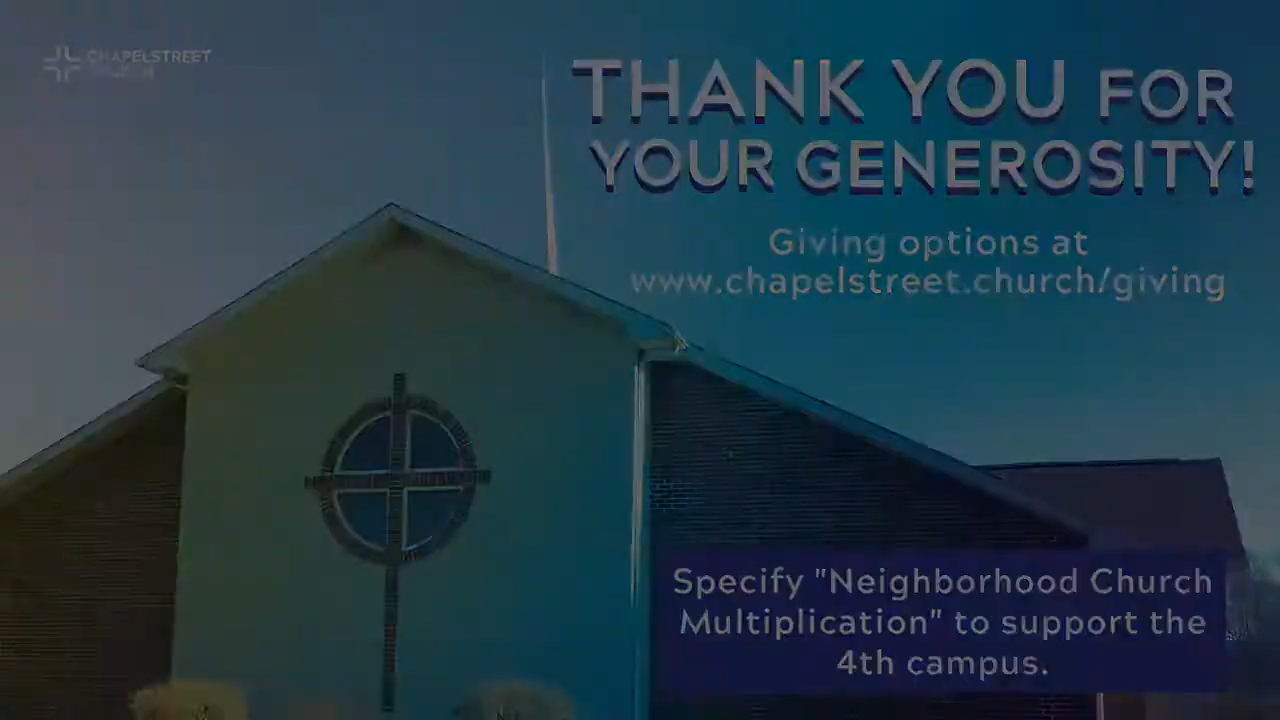 CHAPELSTREET
CHURCH
THANK YOU FOR
YOUR GENEROSITY!
Giving options at
www.chapelstreet.church/giving
Specify "Neighborhood Church
Multiplication" to support the
4th campus.